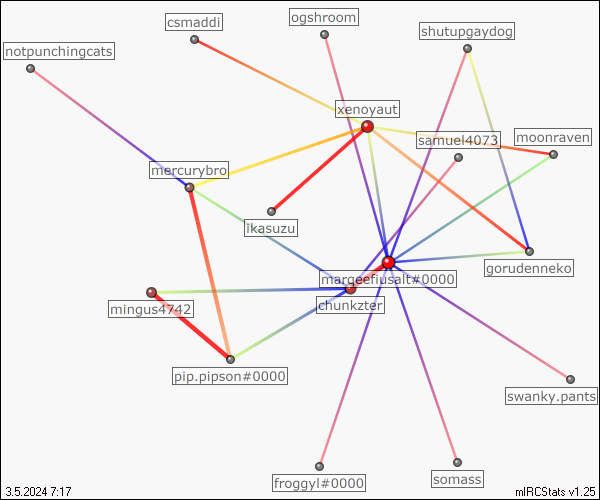 csmaddi
ogshroom
shutupgaydog
notpunchingcats
xenoyaut
samuel4073
moonraven
mercurybro
ikasuzu
gorudenneko
margeefiusalt#0000
mingus4742
chunkzter
pip.pipson#0000
swanky.pants
froggyl#0000
somass
3.5.2024 7:17
mIRCStats v1.25